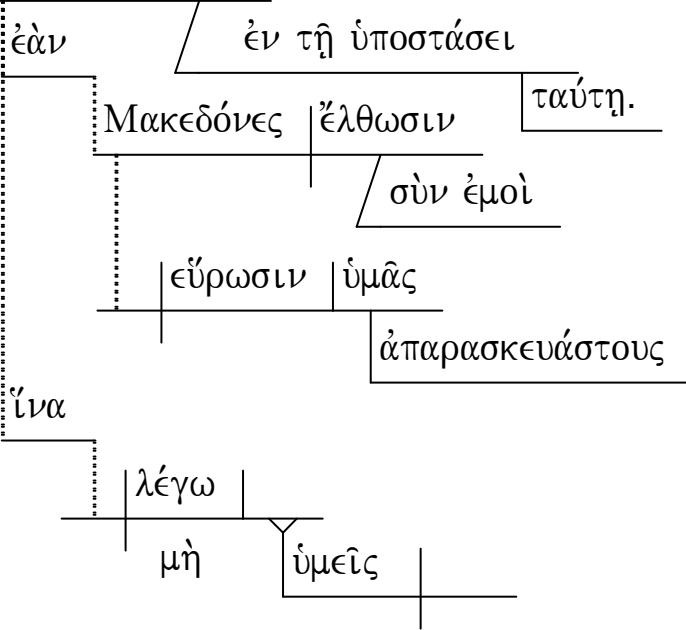 ἐὰν ἐν τῇ ὑποστάσει
ταύτῃ.
Μακεδόνες ἔλθωσιν
σὺν ἐμοὶ
εὕρωσιν ὑμᾶς
ἀπαρασκευάστους
ἵνα
λέγω
μὴ ὑμεῖς